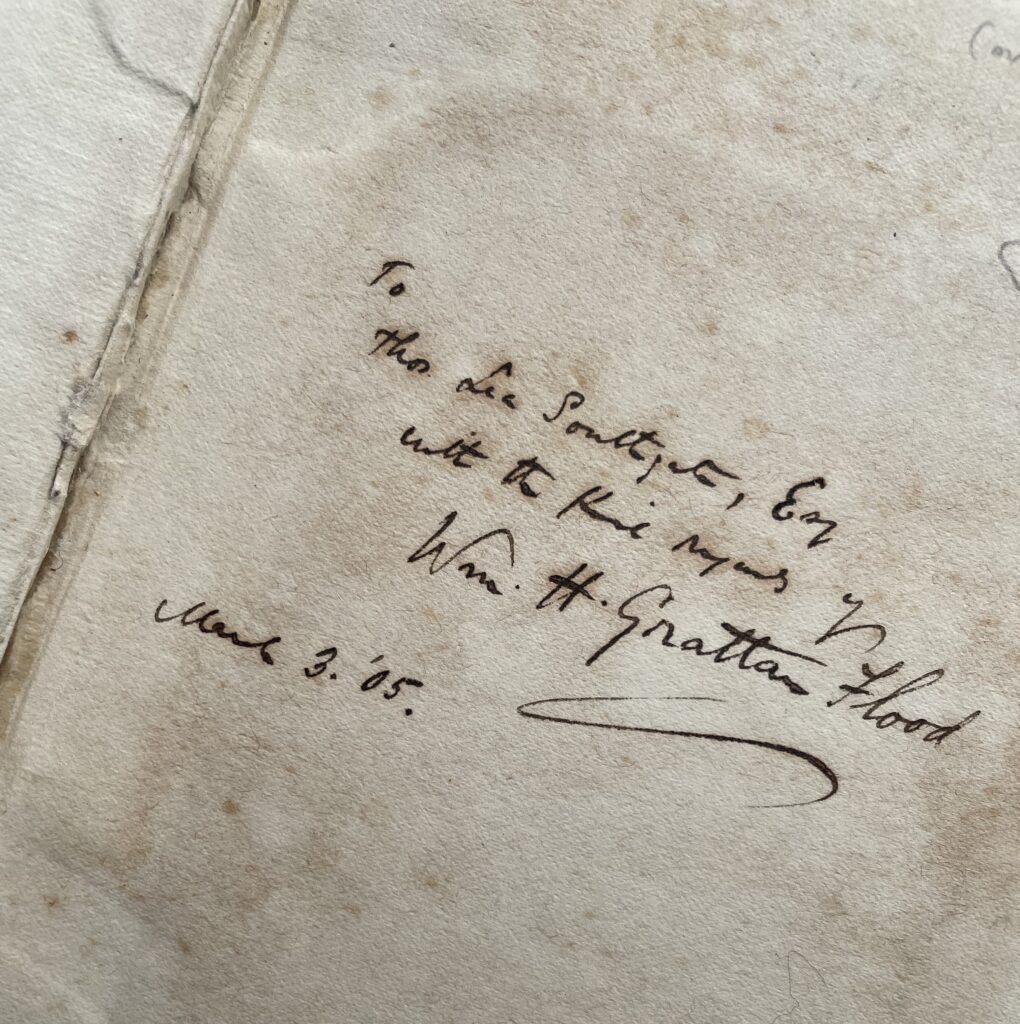 To
Thos. Lea Southgate, Esq
with the Kind regards of
Wm. H. Grattan Flood
March 3. '05.